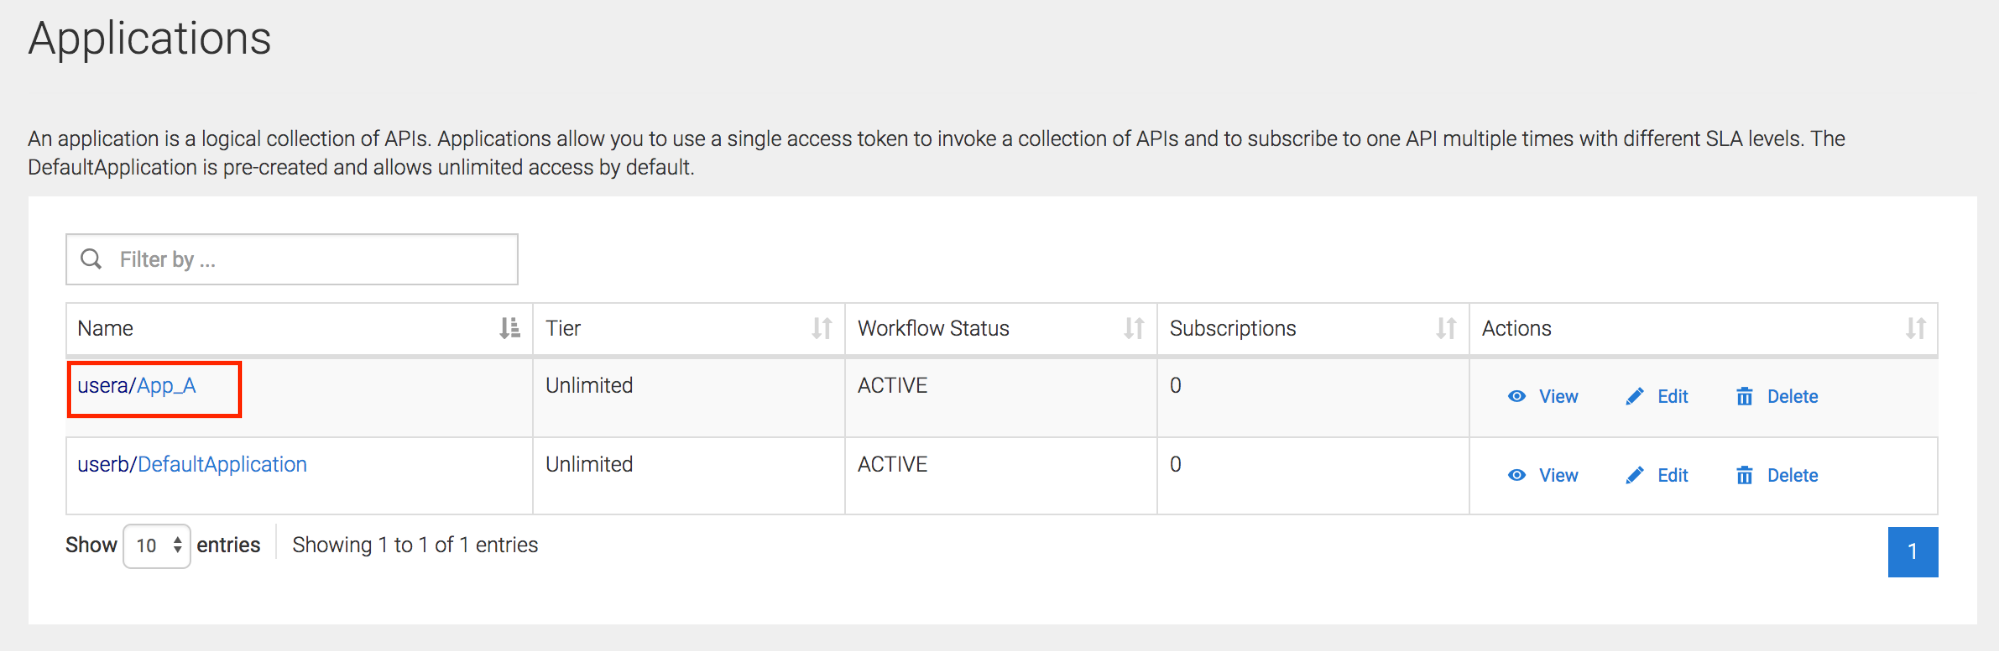 Applications
An application is a logical collection of APIs. Applications allow you to use a single access token to invoke a collection of APIs and to subscribe to one API multiple times with different SLA levels. The
DefaultApplication is pre-created and allows unlimited access by default.
Filter by ...
Name Tier Workflow Status Subscriptions Actions
usera/App_A Unlimited ACTIVE 0 View Edit Delete
userb/DefaultApplication Unlimited ACTIVE 0 View Edit Delete
Show 10 entries Showing 1 to 1 of 1 entries 1